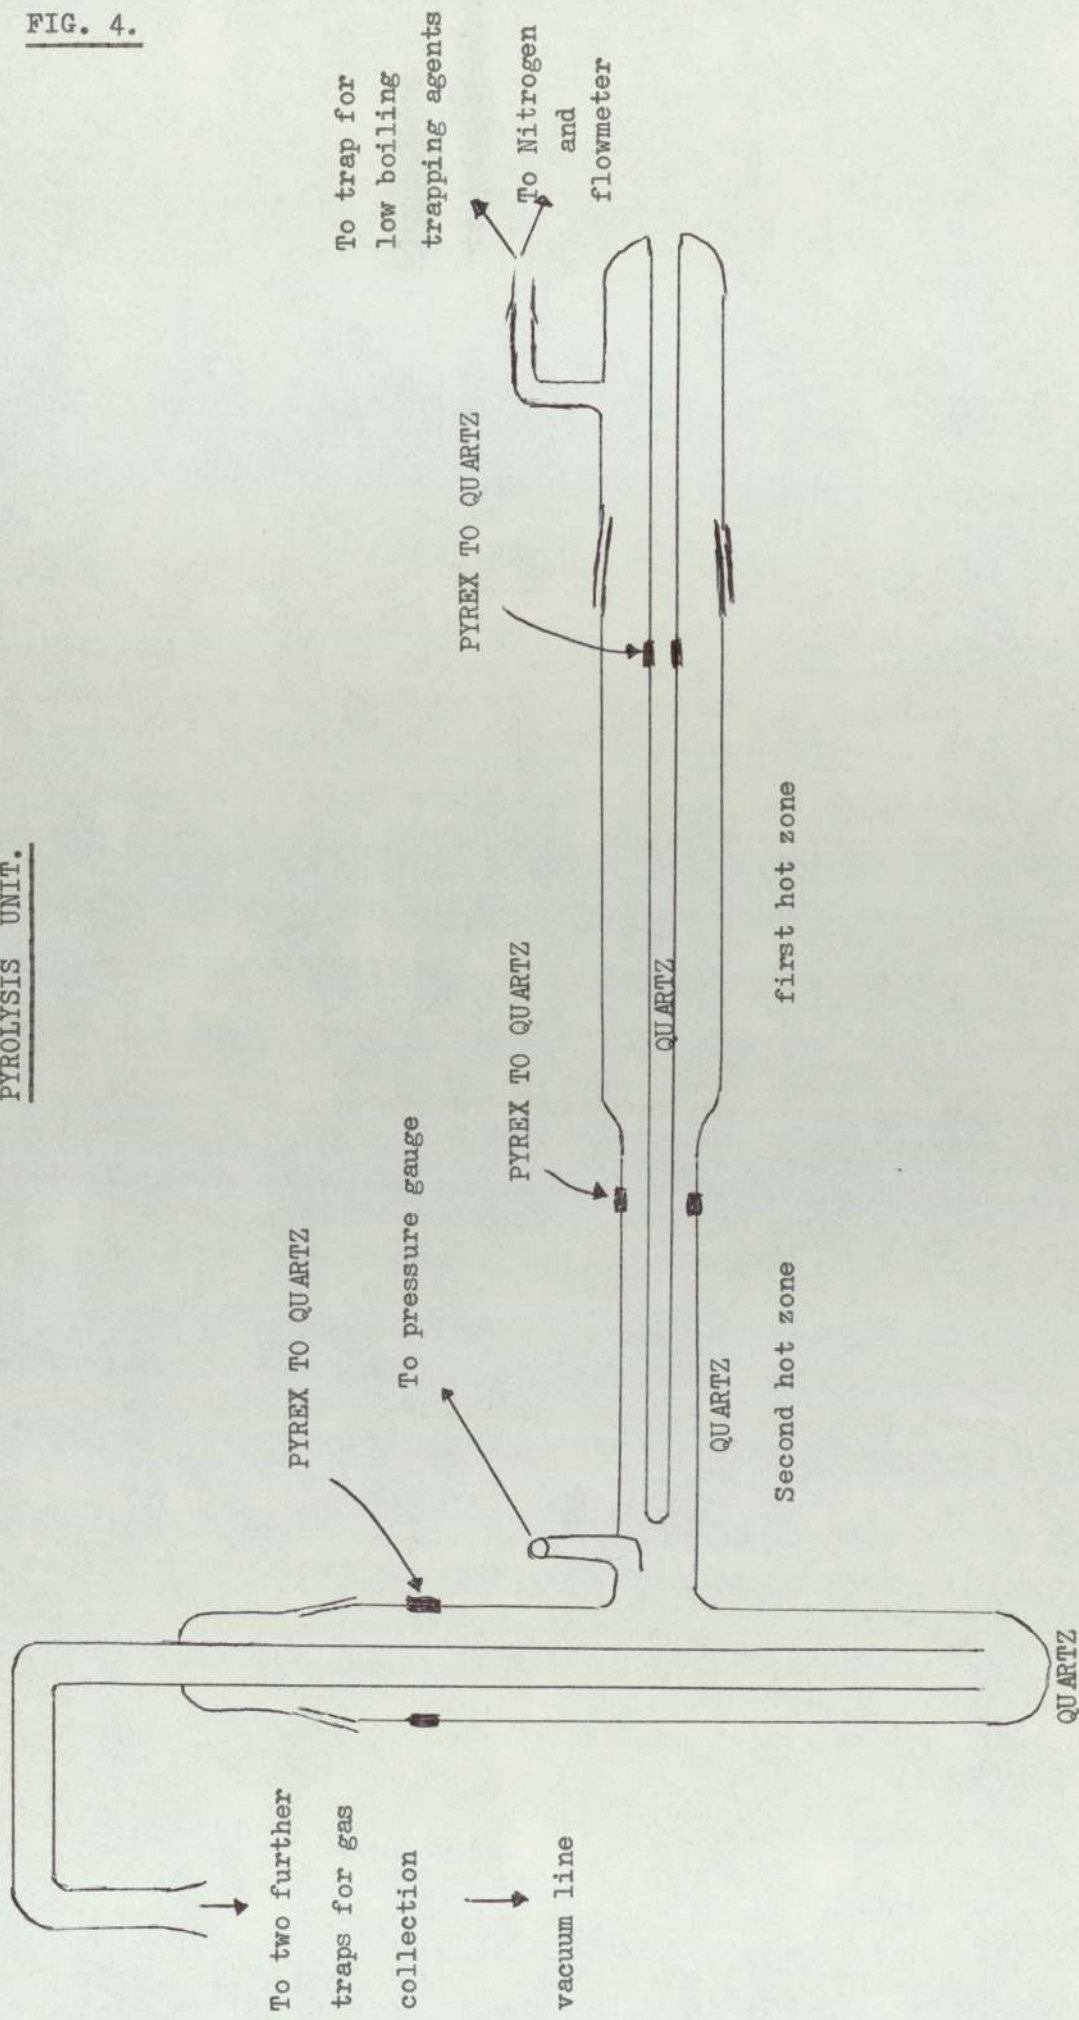 FIG. 4.
PYROLYSIS UNIT.
To trap for
low boiling
trapping agents
To Nitrogen
and
flowmeter
PYREX TO QUARTZ
PYREX TO QUARTZ
QUARTZ
first hot zone
To pressure gauge
PYREX TO QUARTZ
QUARTZ
Second hot zone
To two further
traps for gas
collection
vacuum line
QUARTZ